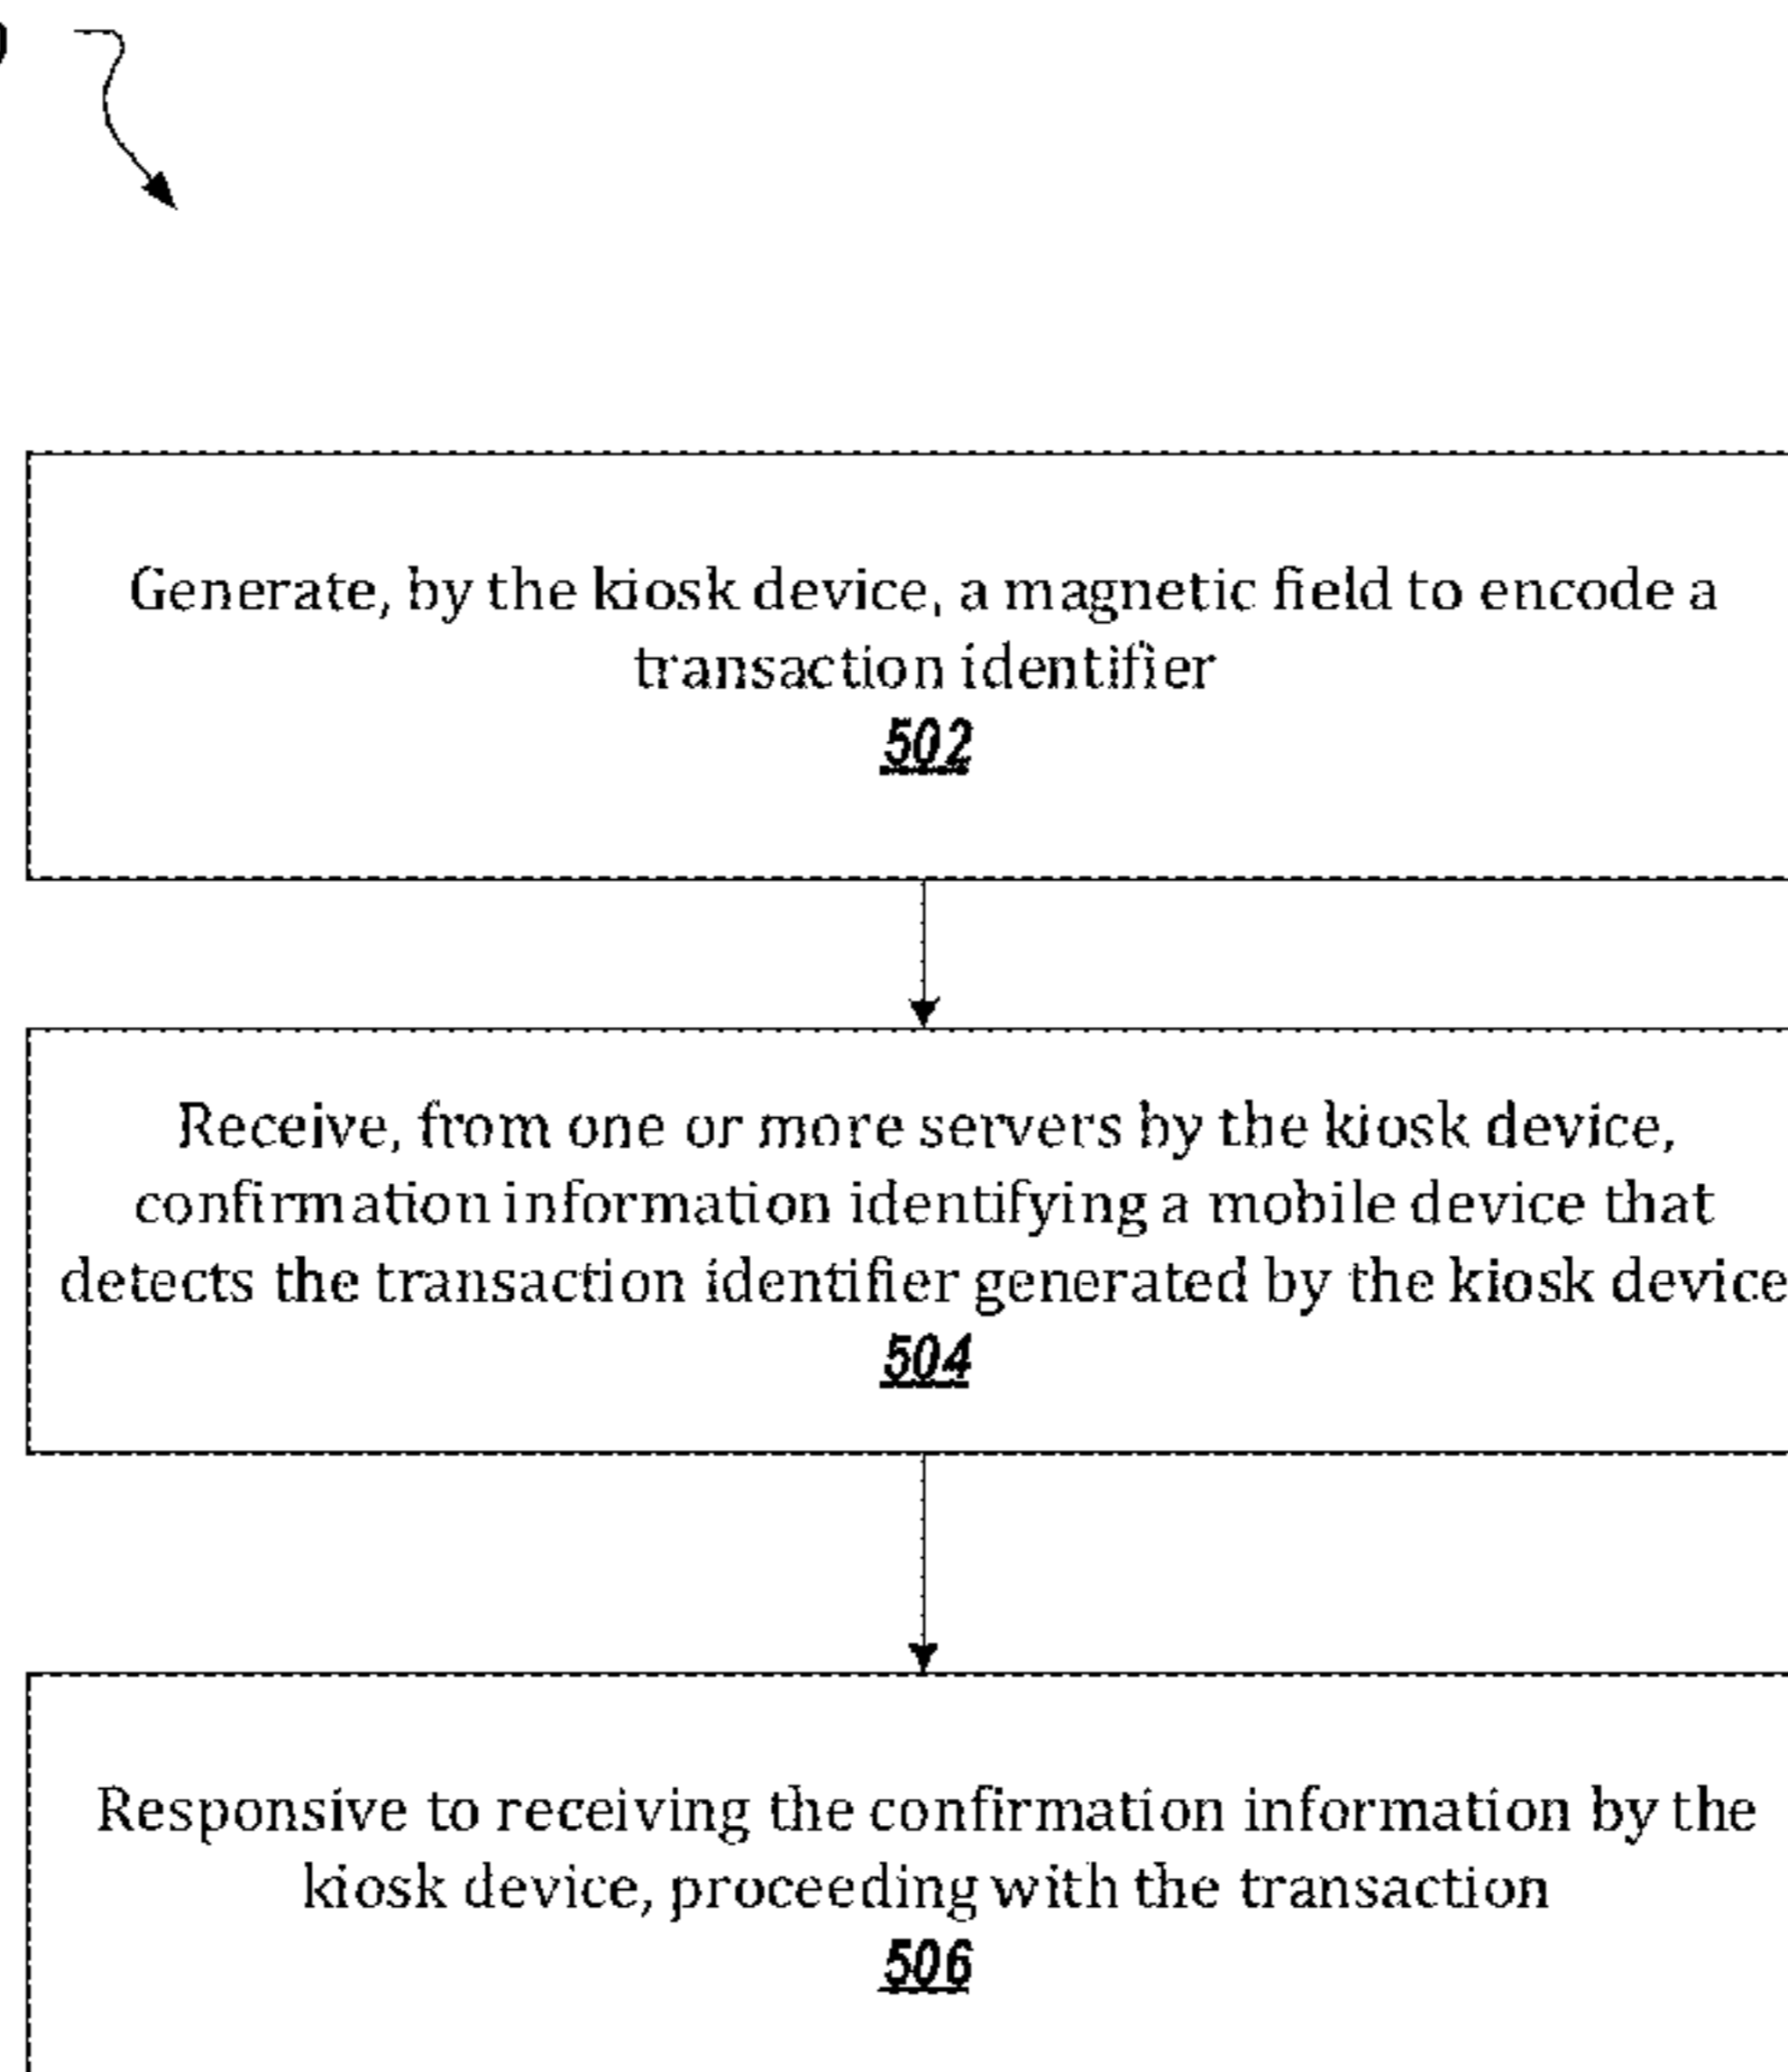 Generate, by the kiosk device, a magnetic field to encode a
transaction identifier
502
Receive, from one or more servers by the kiosk device,
confirmation information identifying a mobile device that
detects the transaction identifier generated by the kiosk device
504
Responsive to receiving the confirmation information by the
kiosk device, proceeding with the transaction
506